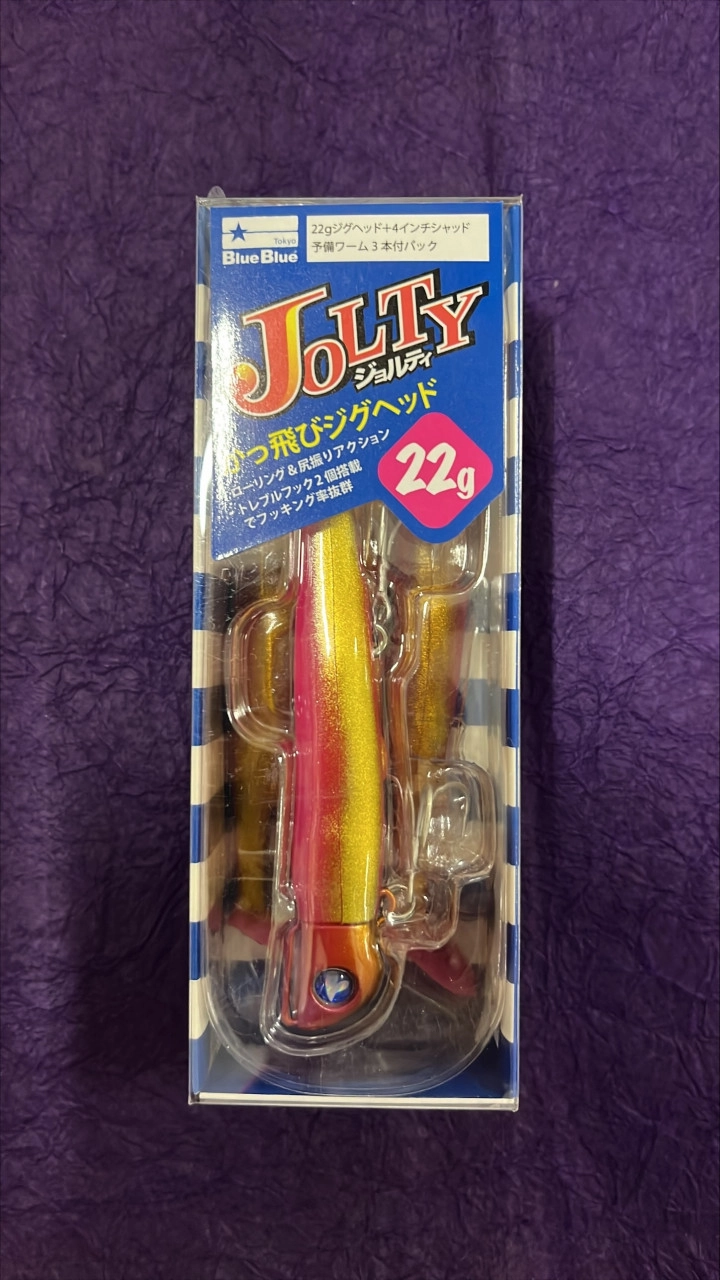 Tokyo
BlueBlue
22gジグヘッド+4インチシャッド
予備ワーム3本付パック
JOLTY
ジョルティ
かっ飛びジグヘッド
ローリング&尻振りアクション
トレブルフック2個搭載
でフッキング率抜群
22g